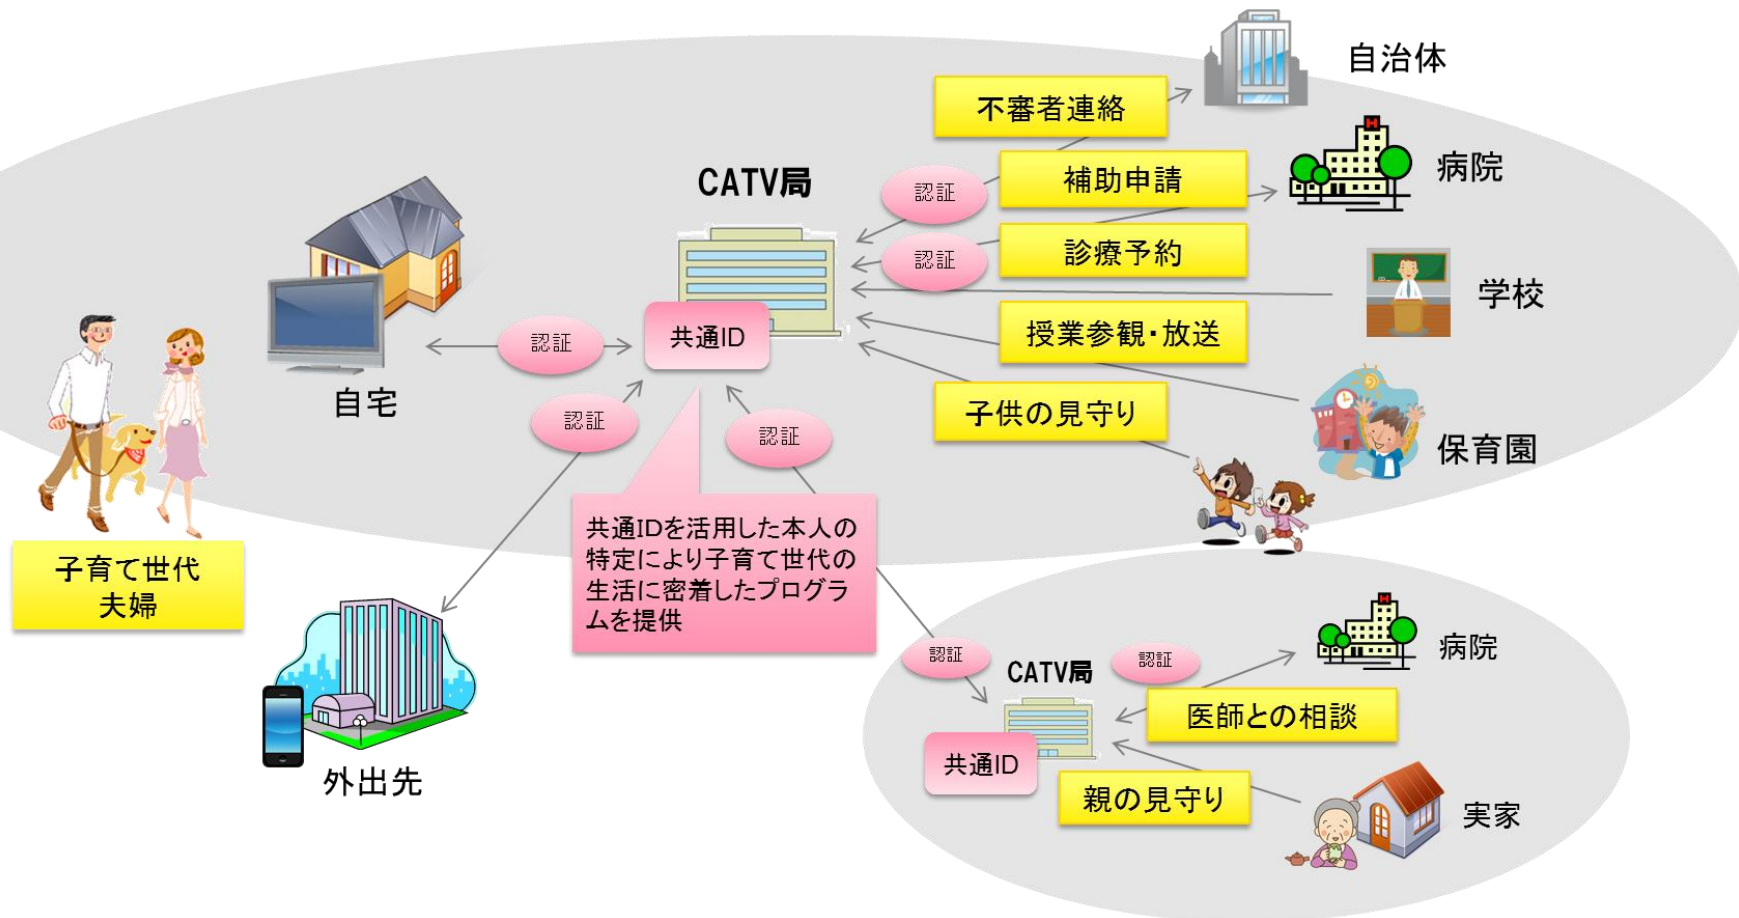 自治体
不審者連絡
病院
CATV局
認証
補助申請
認証
診療予約
学校
共通ID
授業参観・放送
認証
自宅
子供の見守り
認証
認証
保育園
共通IDを活用した本人の
特定により子育て世代の
生活に密着したプログラ
ムを提供
子育て世代
夫婦
外出先
認証
CATV局
認証
病院
医師との相談
共通ID
親の見守り
実家